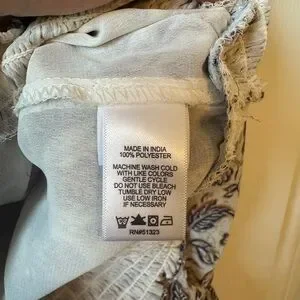 MADE IN INDIA
100% POLYESTER
MACHINE WASH COLD
WITH LIKE COLORS
GENTLE CYCLE
DO NOT USE BLEACH
TUMBLE DRY LOW
USE LOW IRON
IF NECESSARY
RN#51323